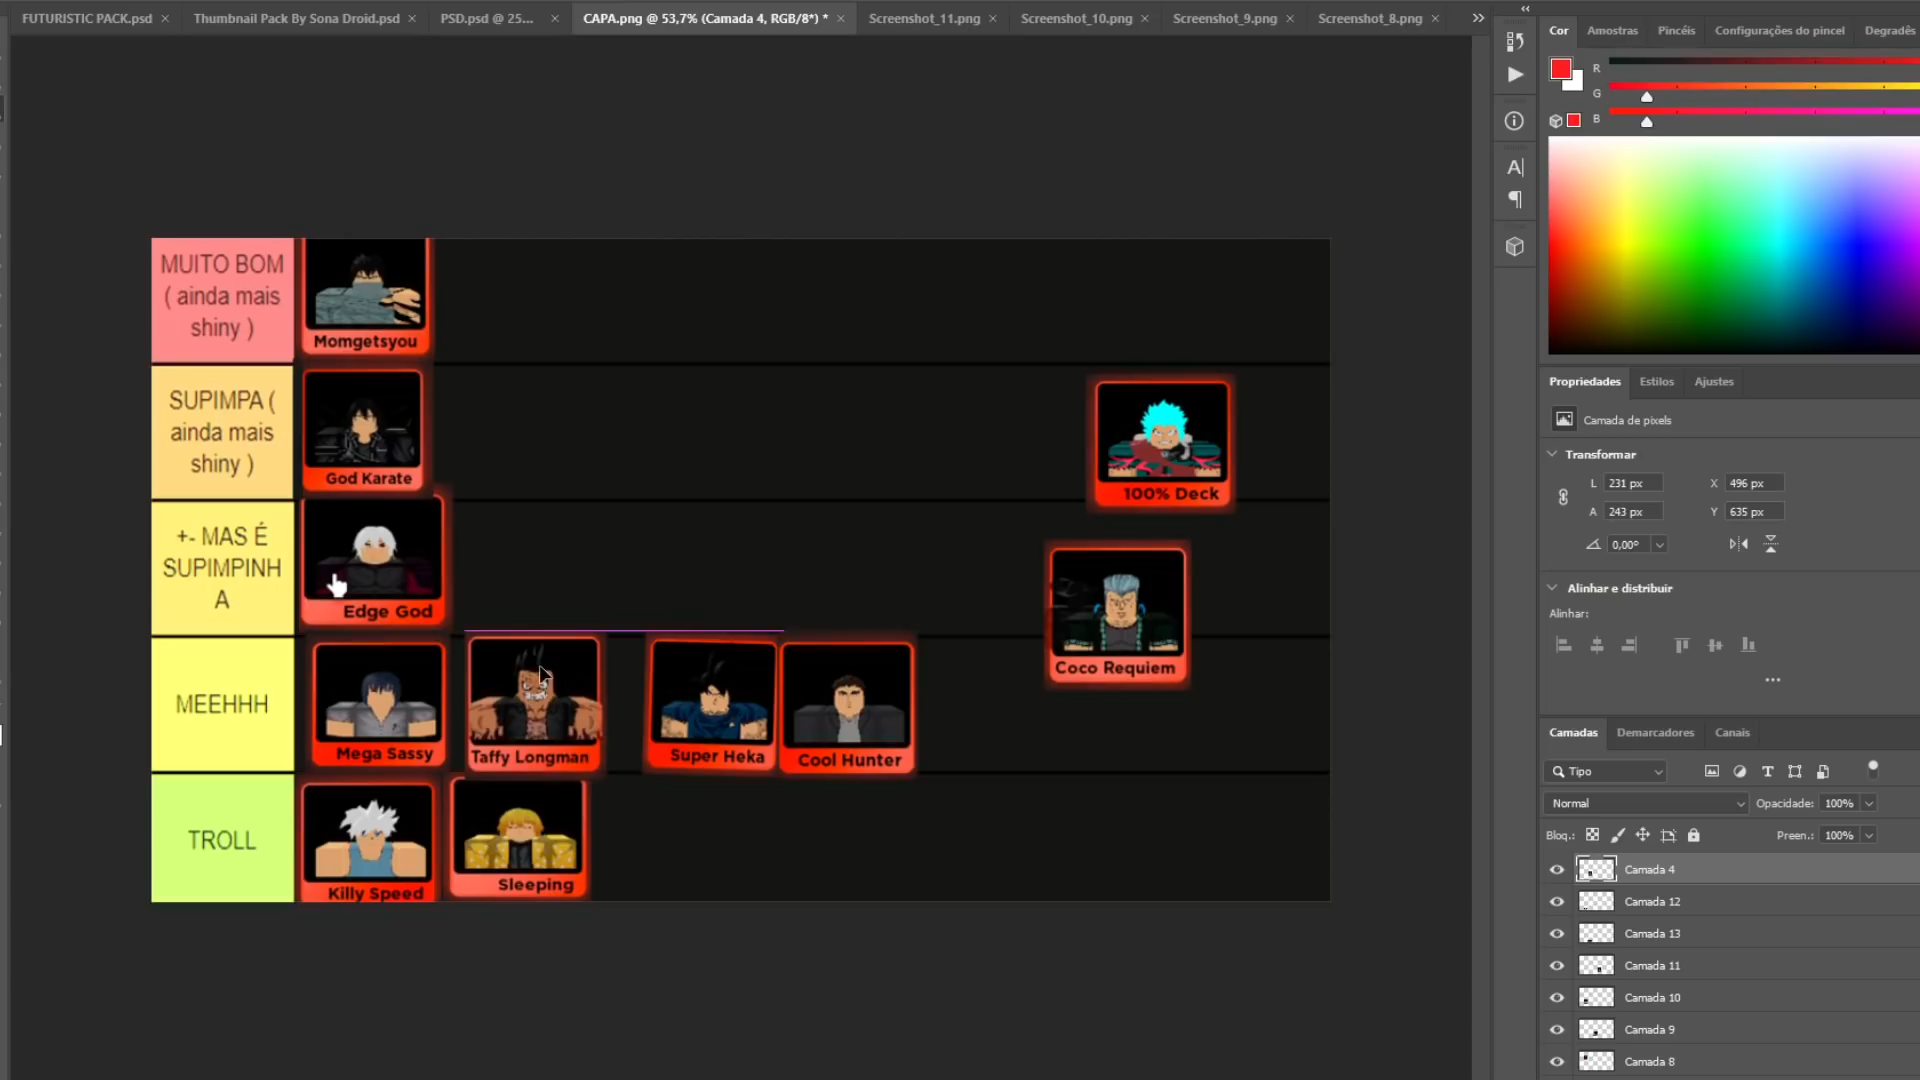 FUTURISTIC PACK.psd × Thumbnail Pack By Sona Droid.psd × PSD.psd @ 25... × CAPA.png @ 53,7% (Camada 4, RGB/8*) * × Screenshot_11.png × Screenshot_10.png × Screenshot_9.png × Screenshot_8.png ×
Cor Amostras Pincéis Configurações do pincel Degradês
R
G
B
MUITO BOM
( ainda mais
shiny )
Momgetsyou
SUPIMPA (
ainda mais
shiny )
God Karate
100% Deck
+- MAS É
SUPIMPINH
A
Edge God
Coco Requiem
MEEHHH
Mega Sassy
Taffy Longman
Super Heka
Cool Hunter
TROLL
Killy Speed
Sleeping
Propriedades Estilos Ajustes
Camada de pixels
Transformar
L 231 px X 496 px
A 243 px Y 635 px
0,00°
Alinhar e distribuir
Alinhar:
Camadas Demarcadores Canais
Tipo
Normal Opacidade: 100%
Bloq.: Preen.: 100%
Camada 4
Camada 12
Camada 13
Camada 11
Camada 10
Camada 9
Camada 8